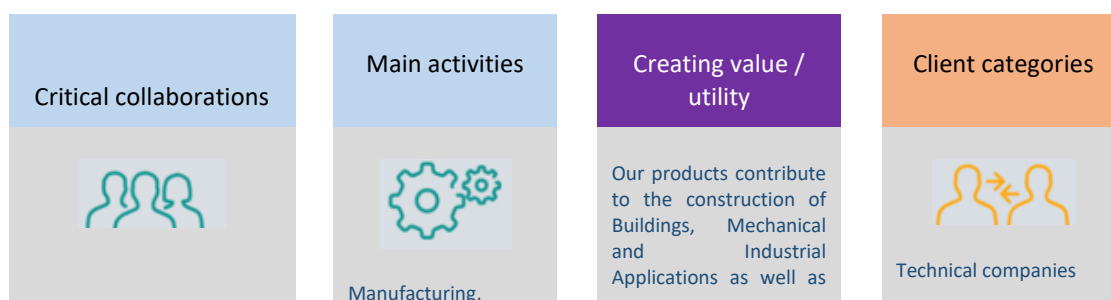 Critical collaborations
Main activities
Manufacturing,
Creating value /
utility
Our products contribute
to the construction of
Buildings, Mechanical
and Industrial
Applications as well as
Client categories
Technical companies